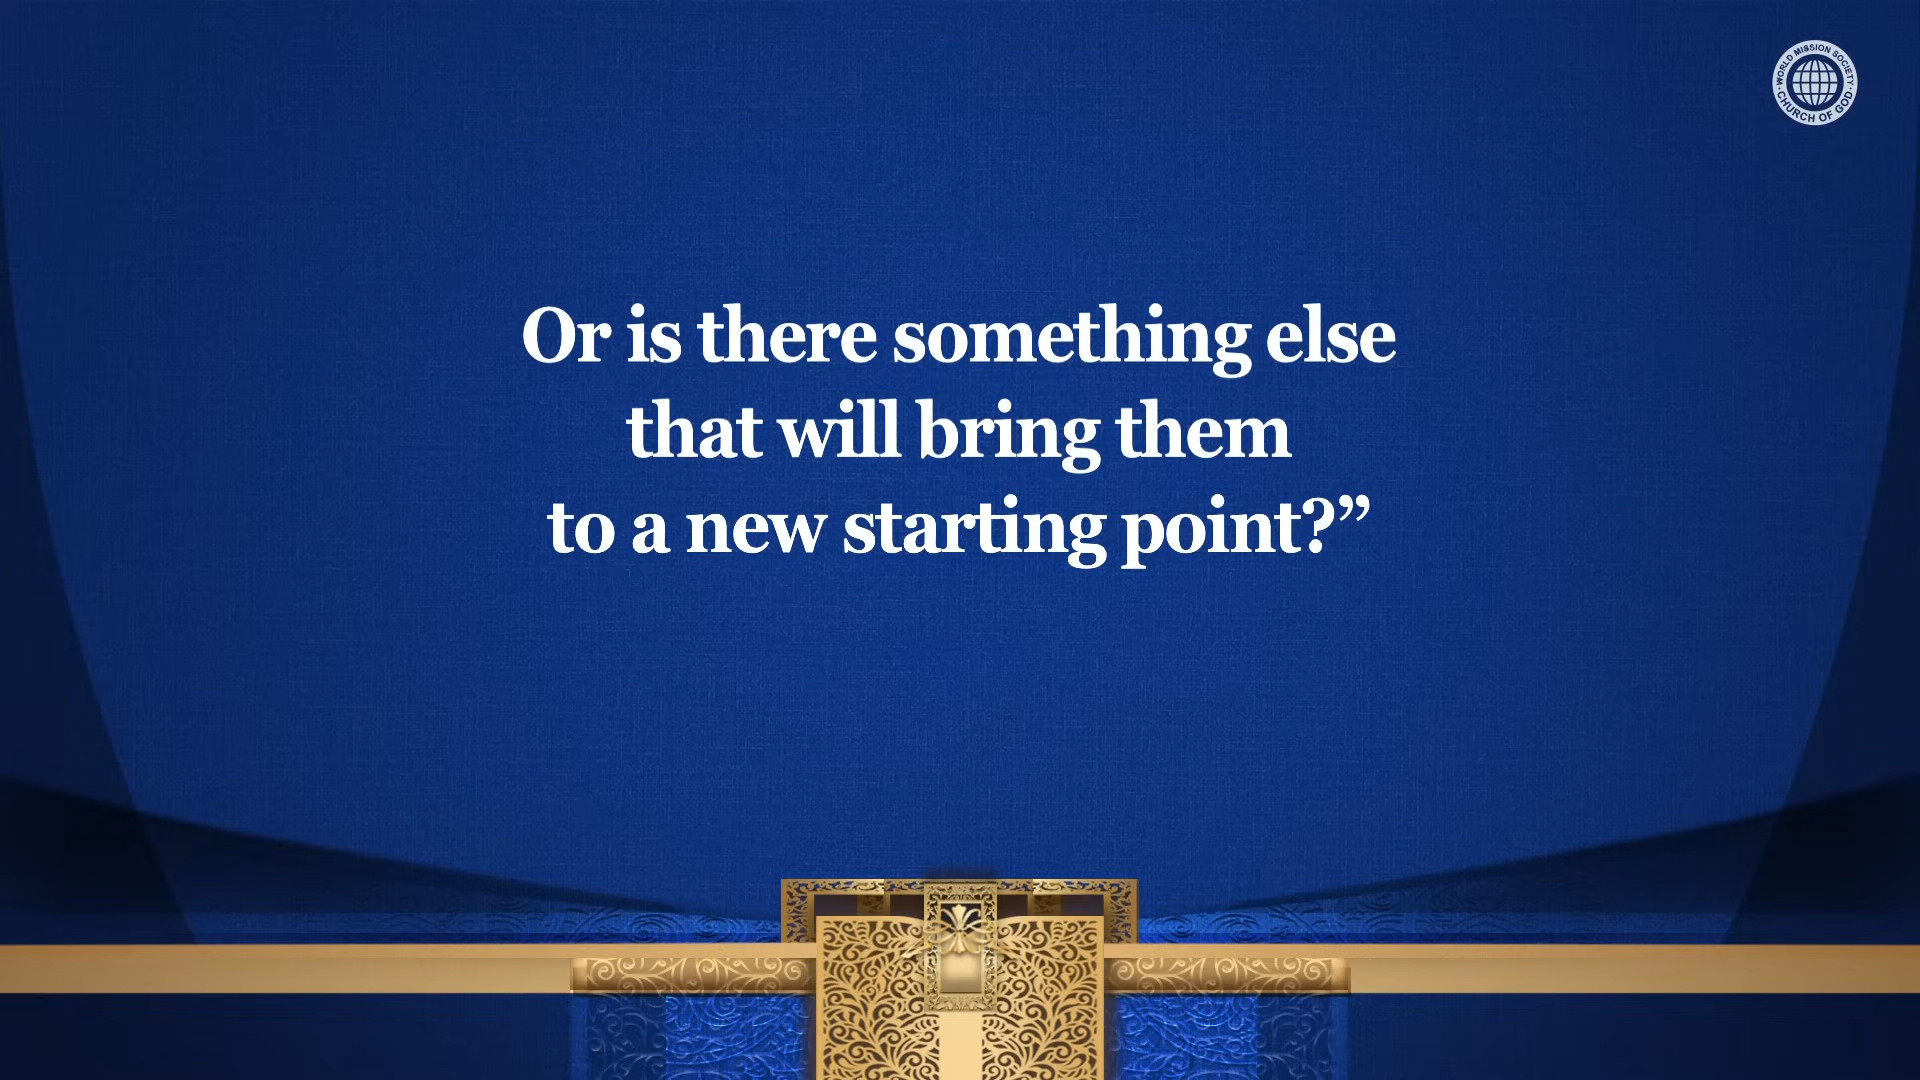 WORLD MISSION SOCIETY
CHURCH OF GOD
Or is there something else
that will bring them
to a new starting point?”